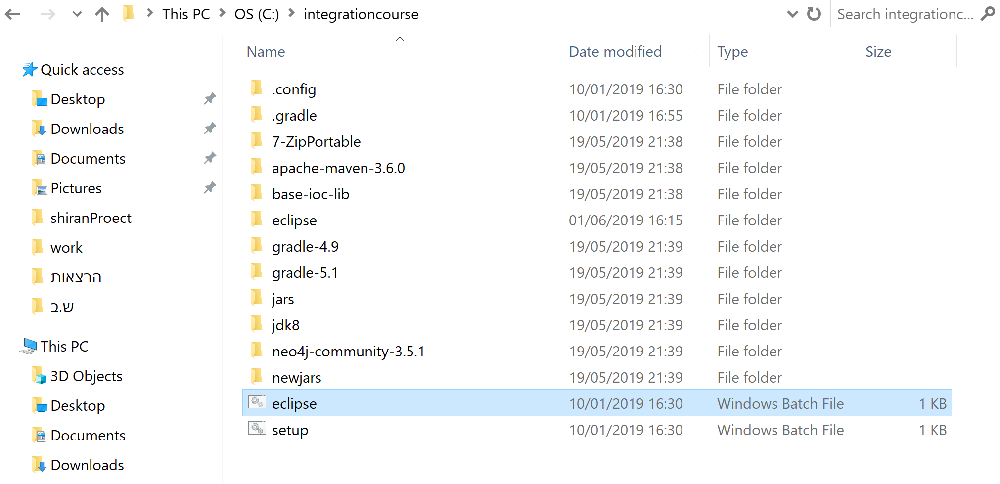 This PC > OS (C:) > integrationcourse
Search integrationc...
Quick access
Desktop
Downloads
Documents
Pictures
shiranProect
work
הרצאות
ש.ב
This PC
3D Objects
Desktop
Documents
Downloads
Name Date modified Type Size
.config 10/01/2019 16:30 File folder
.gradle 10/01/2019 16:55 File folder
7-ZipPortable 19/05/2019 21:38 File folder
apache-maven-3.6.0 19/05/2019 21:38 File folder
base-ioc-lib 19/05/2019 21:38 File folder
eclipse 01/06/2019 16:15 File folder
gradle-4.9 19/05/2019 21:39 File folder
gradle-5.1 19/05/2019 21:39 File folder
jars 19/05/2019 21:39 File folder
jdk8 19/05/2019 21:39 File folder
neo4j-community-3.5.1 19/05/2019 21:39 File folder
newjars 19/05/2019 21:39 File folder
eclipse 10/01/2019 16:30 Windows Batch File 1 KB
setup 10/01/2019 16:30 Windows Batch File 1 KB